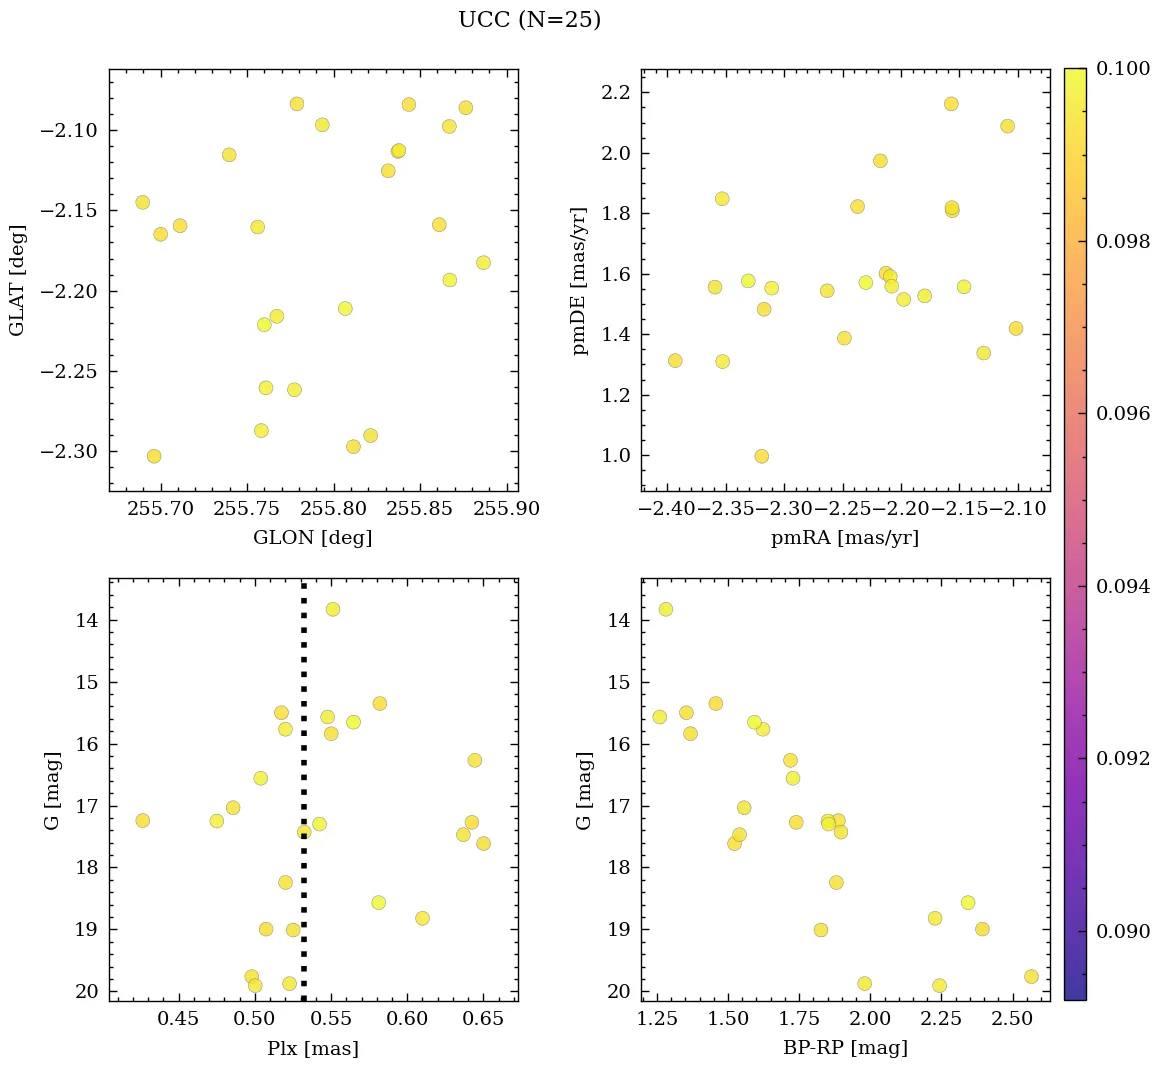 UCC (N=25)
−2.10
−2.15
−2.20
−2.25
−2.30
GLAT [deg]
255.70 255.75 255.80 255.85 255.90
GLON [deg]
2.2
2.0
1.8
1.6
1.4
1.2
1.0
pmDE [mas/yr]
−2.40 −2.35 −2.30 −2.25 −2.20 −2.15 −2.10
pmRA [mas/yr]
14
15
16
17
18
19
20
G [mag]
0.45 0.50 0.55 0.60 0.65
Plx [mas]
14
15
16
17
18
19
20
G [mag]
1.25 1.50 1.75 2.00 2.25 2.50
BP-RP [mag]
0.100
0.098
0.096
0.094
0.092
0.090